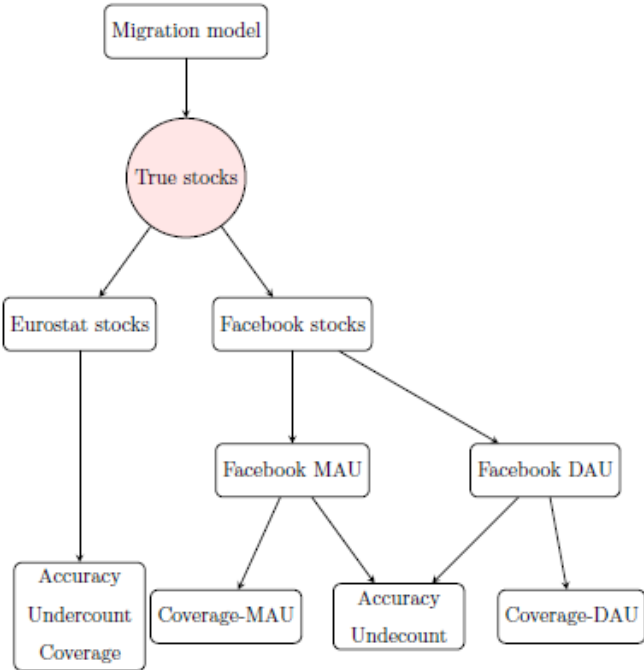 Migration model
True stocks
Eurostat stocks
Facebook stocks
Facebook MAU
Facebook DAU
Accuracy
Undercount
Coverage
Coverage-MAU
Accuracy
Undecount
Coverage-DAU